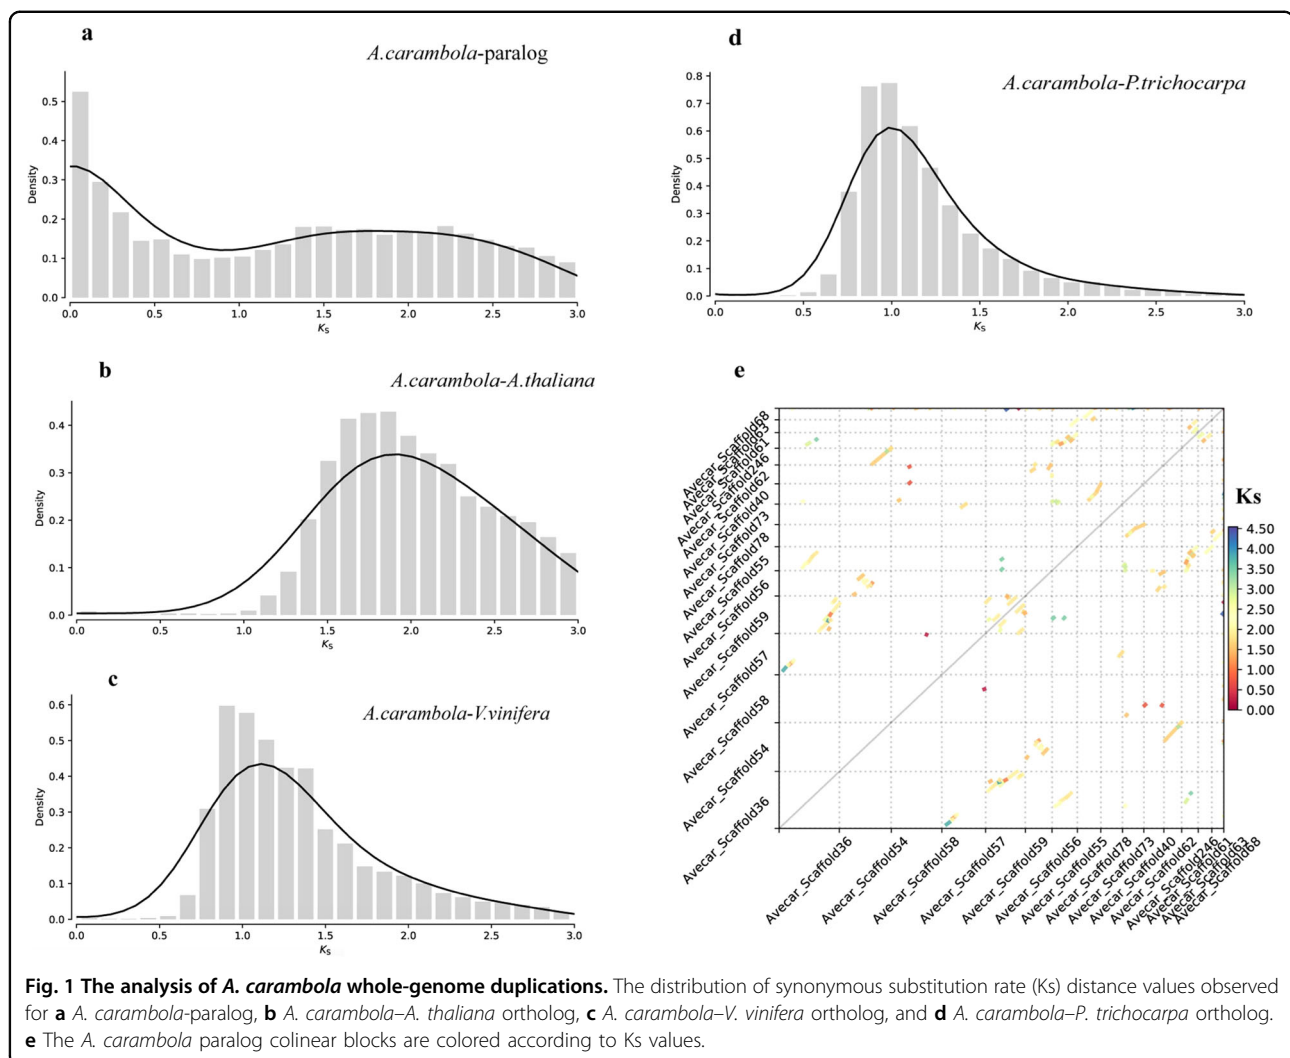 a
A.carambola-paralog
0.5
0.4
0.3
0.2
0.1
0.0
Density
0.0 0.5 1.0 1.5 2.0 2.5 3.0
Ks
b
A.carambola-A.thaliana
0.4
0.3
0.2
0.1
0.0
Density
0.0 0.5 1.0 1.5 2.0 2.5 3.0
Ks
c
A.carambola-V.vinifera
0.6
0.5
0.4
0.3
0.2
0.1
0.0
Density
0.0 0.5 1.0 1.5 2.0 2.5 3.0
Ks
d
A.carambola-P.trichocarpa
0.8
0.7
0.6
0.5
0.4
0.3
0.2
0.1
0.0
Density
0.0 0.5 1.0 1.5 2.0 2.5 3.0
Ks
e
Avecar_Scaffold68
Avecar_Scaffold63
Avecar_Scaffold61
Avecar_Scaffold246
Avecar_Scaffold62
Avecar_Scaffold40
Avecar_Scaffold73
Avecar_Scaffold78
Avecar_Scaffold55
Avecar_Scaffold56
Avecar_Scaffold59
Avecar_Scaffold57
Avecar_Scaffold58
Avecar_Scaffold54
Avecar_Scaffold36
Avecar_Scaffold36
Avecar_Scaffold54
Avecar_Scaffold58
Avecar_Scaffold57
Avecar_Scaffold59
Avecar_Scaffold56
Avecar_Scaffold55
Avecar_Scaffold78
Avecar_Scaffold73
Avecar_Scaffold40
Avecar_Scaffold62
Avecar_Scaffold246
Avecar_Scaffold61
Avecar_Scaffold63
Avecar_Scaffold68
Ks
4.50
4.00
3.50
3.00
2.50
2.00
1.50
1.00
0.50
0.00
Fig. 1 The analysis of A. carambola whole-genome duplications. The distribution of synonymous substitution rate (Ks) distance values observed
for a A. carambola-paralog, b A. carambola–A. thaliana ortholog, c A. carambola–V. vinifera ortholog, and d A. carambola–P. trichocarpa ortholog.
e The A. carambola paralog colinear blocks are colored according to Ks values.